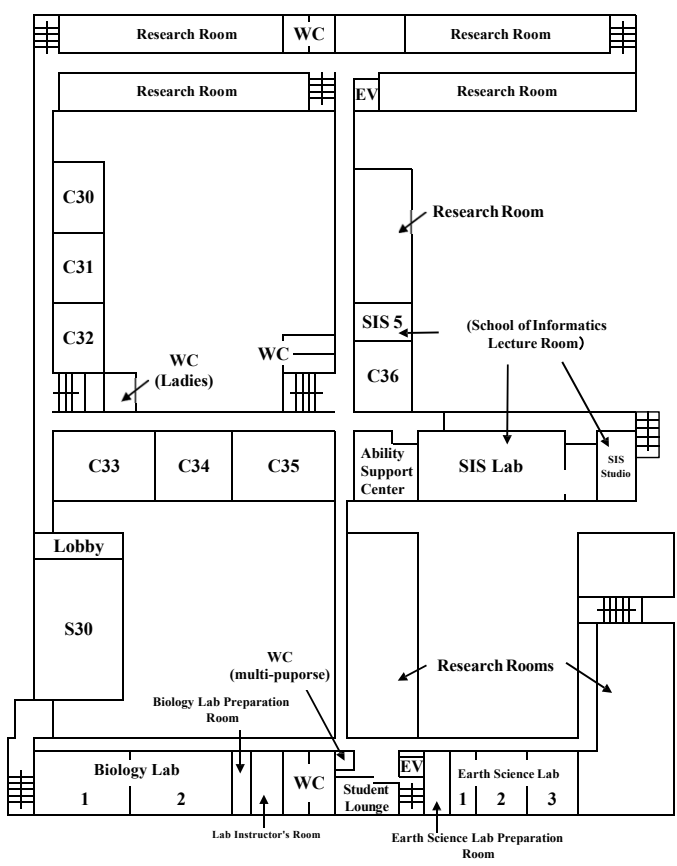 Research Room
WC
Research Room
Research Room
EV
Research Room
C30
Research Room
C31
SIS 5
(School of Informatics
Lecture Room)
C32
WC
WC
(Ladies)
C36
C33
C34
C35
Ability
Support
Center
SIS Lab
SIS
Studio
Lobby
S30
WC
(multi-puporse)
Research Rooms
Biology Lab Preparation
Room
Biology Lab
1
2
WC
Student
Lounge
EV
Earth Science Lab
1
2
3
Lab Instructor's Room
Earth Science Lab Preparation
Room